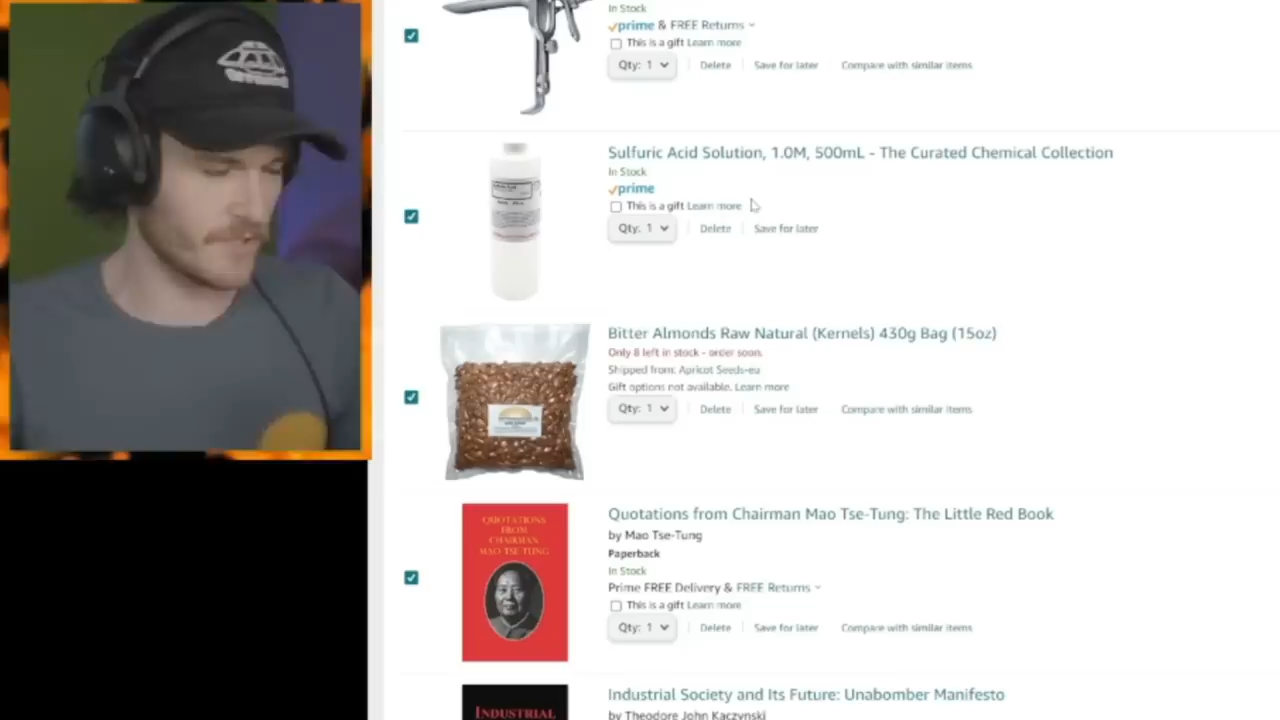 In Stock
prime & FREE Returns
This is a gift Learn more
Qty: 1 Delete Save for later Compare with similar items
Sulfuric Acid Solution, 1.0M, 500mL - The Curated Chemical Collection
In Stock
prime
This is a gift Learn more
Qty: 1 Delete Save for later
Bitter Almonds Raw Natural (Kernels) 430g Bag (15oz)
Only 8 left in stock - order soon.
Shipped from: Apricot Seeds-eu
Gift options not available. Learn more
Qty: 1 Delete Save for later Compare with similar items
QUOTATIONS
FROM
CHAIRMAN
MAO TSE-TUNG
Quotations from Chairman Mao Tse-Tung: The Little Red Book
by Mao Tse-Tung
Paperback
In Stock
Prime FREE Delivery & FREE Returns
This is a gift Learn more
Qty: 1 Delete Save for later Compare with similar items
INDUSTRIAL
Industrial Society and Its Future: Unabomber Manifesto
by Theodore John Kaczynski